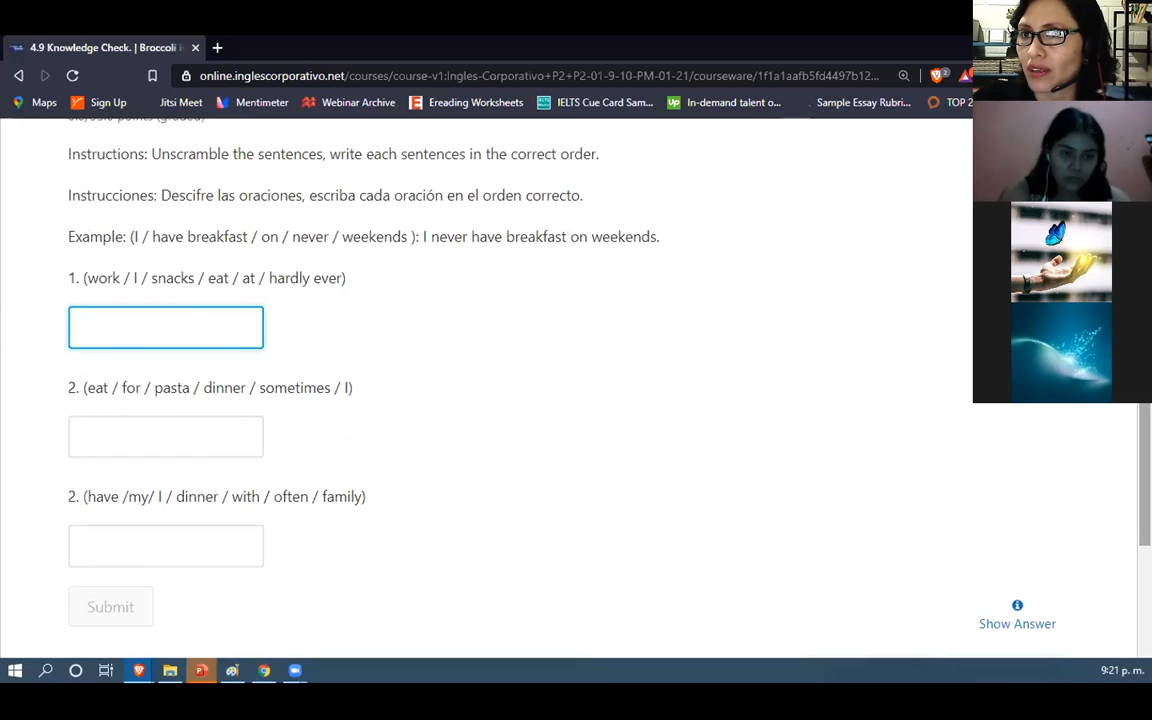 4.9 Knowledge Check. | Broccoli i
online.inglescorporativo.net/courses/course-v1:Ingles-Corporativo+P2+P2-01-9-10-PM-01-21/courseware/1f1a1aafb5fd4497b12...
2
Maps Sign Up Jitsi Meet Mentimeter Webinar Archive Ereading Worksheets IELTS Cue Card Sam... In-demand talent o... Sample Essay Rubri... TOP 2
Instructions: Unscramble the sentences, write each sentences in the correct order.
Instrucciones: Descifre las oraciones, escriba cada oración en el orden correcto.
Example: (I / have breakfast / on / never / weekends ): I never have breakfast on weekends.
1. (work / I / snacks / eat / at / hardly ever)
2. (eat / for / pasta / dinner / sometimes / I)
2. (have /my/ I / dinner / with / often / family)
Submit
Show Answer
9:21 p. m.